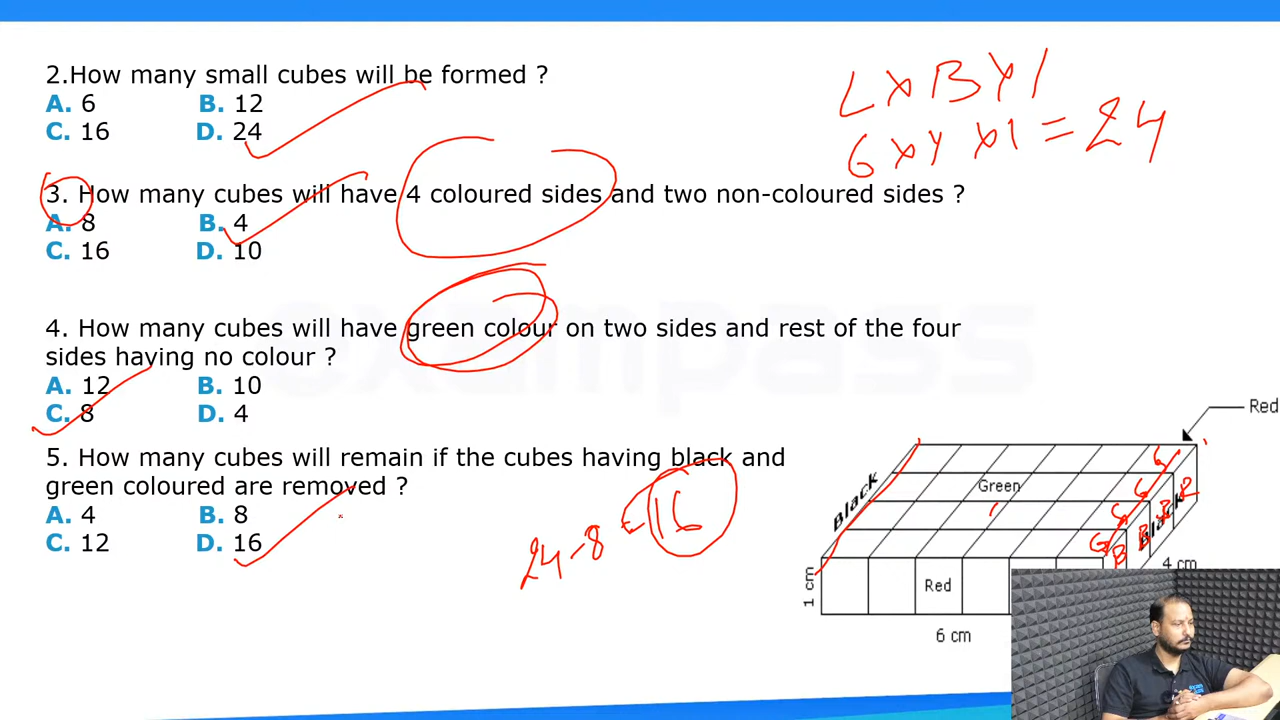 2.How many small cubes will be formed ?
A. 6 B. 12
C. 16 D. 24
L x B x 1
6 x 4 x 1 = 24
3. How many cubes will have 4 coloured sides and two non-coloured sides ?
A. 8 B. 4
C. 16 D. 10
4. How many cubes will have green colour on two sides and rest of the four
sides having no colour ?
A. 12 B. 10
C. 8 D. 4
5. How many cubes will remain if the cubes having black and
green coloured are removed ?
A. 4 B. 8
C. 12 D. 16
24 - 8 = 16
exampass
Red
Black
Green
G
G
G
G
B
B
B
B
Black
4 cm
1 cm
Red
6 cm